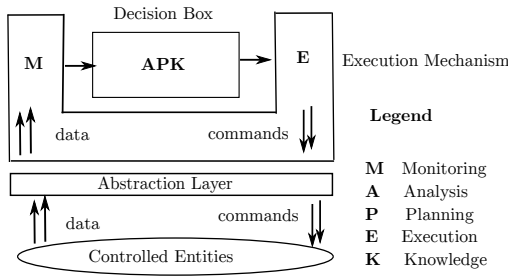 Decision Box
M
APK
E
Execution Mechanism
data
commands
Legend
Abstraction Layer
data
commands
Controlled Entities
M Monitoring
A Analysis
P Planning
E Execution
K Knowledge